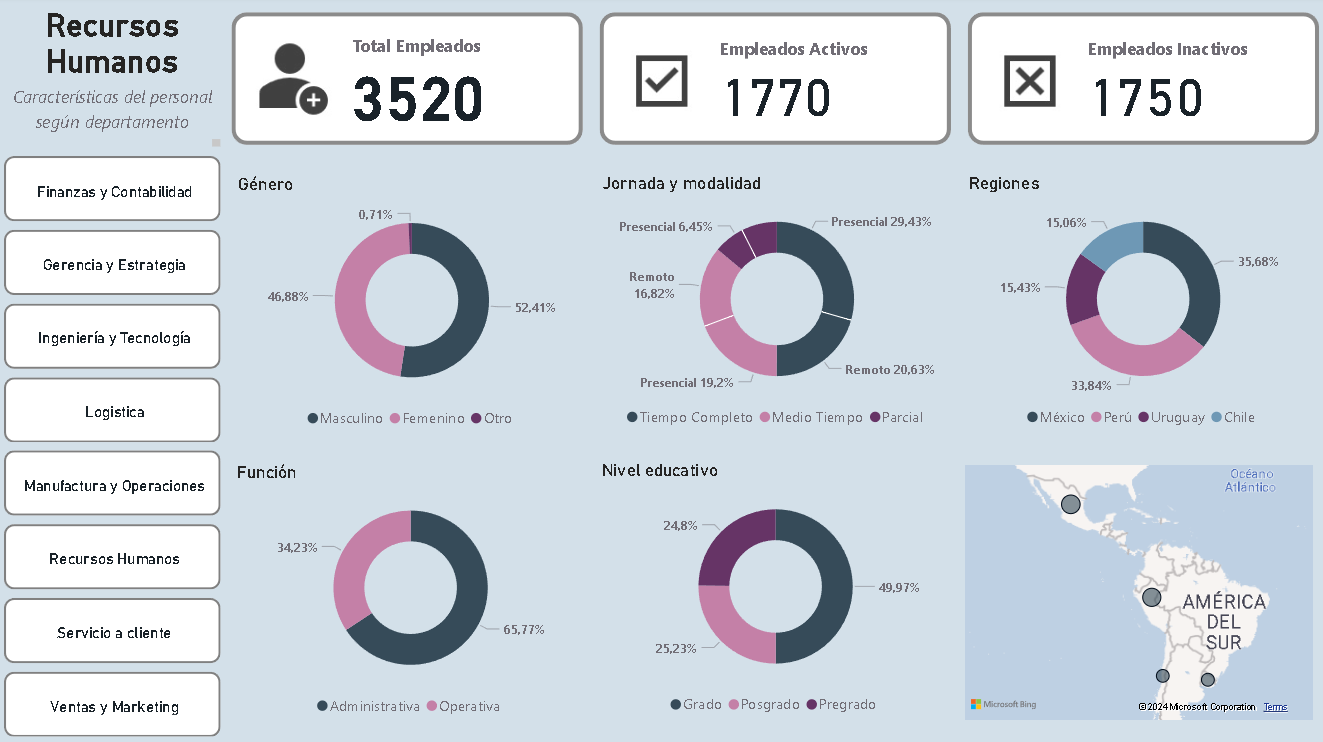 Recursos
Humanos
Características del personal
según departamento
Total Empleados
3520
Empleados Activos
1770
Empleados Inactivos
1750
Finanzas y Contabilidad
Gerencia y Estrategia
Ingeniería y Tecnología
Logistica
Manufactura y Operaciones
Recursos Humanos
Servicio a cliente
Ventas y Marketing
Género
0,71%
46,88%
52,41%
Masculino Femenino Otro
Jornada y modalidad
Presencial 6,45%
Presencial 29,43%
Remoto
16,82%
Presencial 19,2%
Remoto 20,63%
Tiempo Completo Medio Tiempo Parcial
Regiones
15,06%
35,68%
15,43%
33,84%
México Perú Uruguay Chile
Función
34,23%
65,77%
Administrativa Operativa
Nivel educativo
24,8%
49,97%
25,23%
Grado Posgrado Pregrado
Océano
Atlántico
AMÉRICA
DEL
SUR
Microsoft Bing
© 2024 Microsoft Corporation Terms